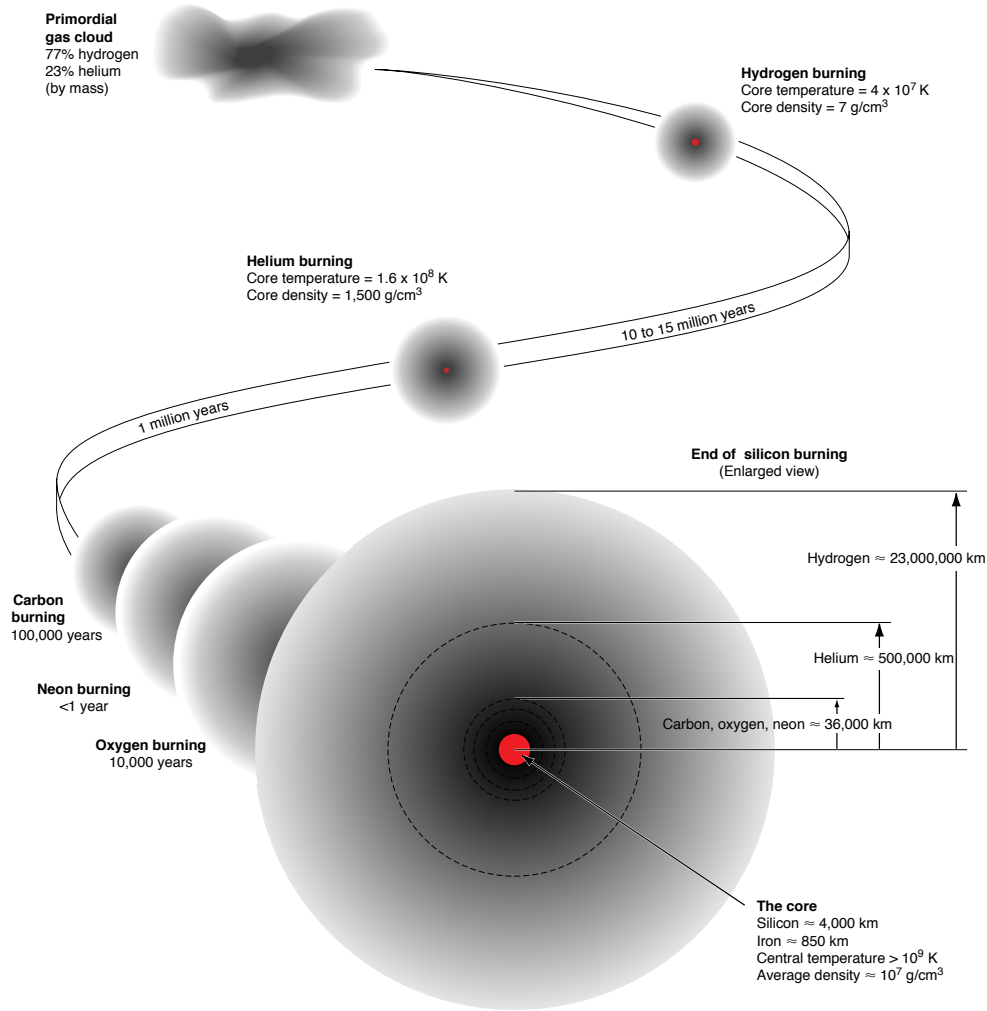 Primordial
gas cloud
77% hydrogen
23% helium
(by mass)
Hydrogen burning
Core temperature = 4 x 10⁷ K
Core density = 7 g/cm³
Helium burning
Core temperature = 1.6 x 10⁸ K
Core density = 1,500 g/cm³
10 to 15 million years
1 million years
End of silicon burning
(Enlarged view)
Hydrogen ≈ 23,000,000 km
Carbon
burning
100,000 years
Helium ≈ 500,000 km
Neon burning
<1 year
Carbon, oxygen, neon ≈ 36,000 km
Oxygen burning
10,000 years
The core
Silicon ≈ 4,000 km
Iron ≈ 850 km
Central temperature > 10⁹ K
Average density ≈ 10⁷ g/cm³